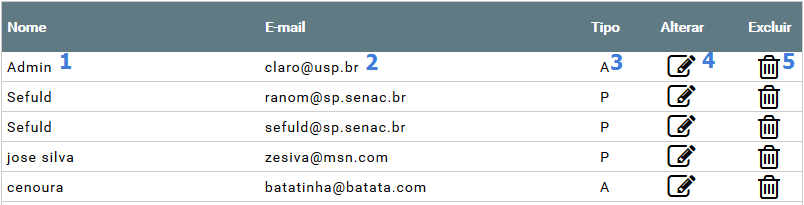 Nome E-mail Tipo Alterar Excluir
Admin 1 claro@usp.br 2 A 3 4 5
Sefuld ranom@sp.senac.br P
Sefuld sefuld@sp.senac.br P
jose silva zesiva@msn.com P
cenoura batatinha@batata.com A